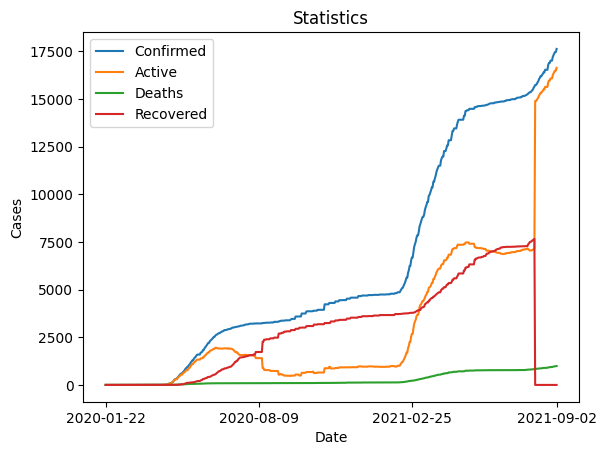 Statistics
Confirmed
Active
Deaths
Recovered
17500
15000
12500
10000
7500
5000
2500
0
Cases
2020-01-22
2020-08-09
2021-02-25
2021-09-02
Date